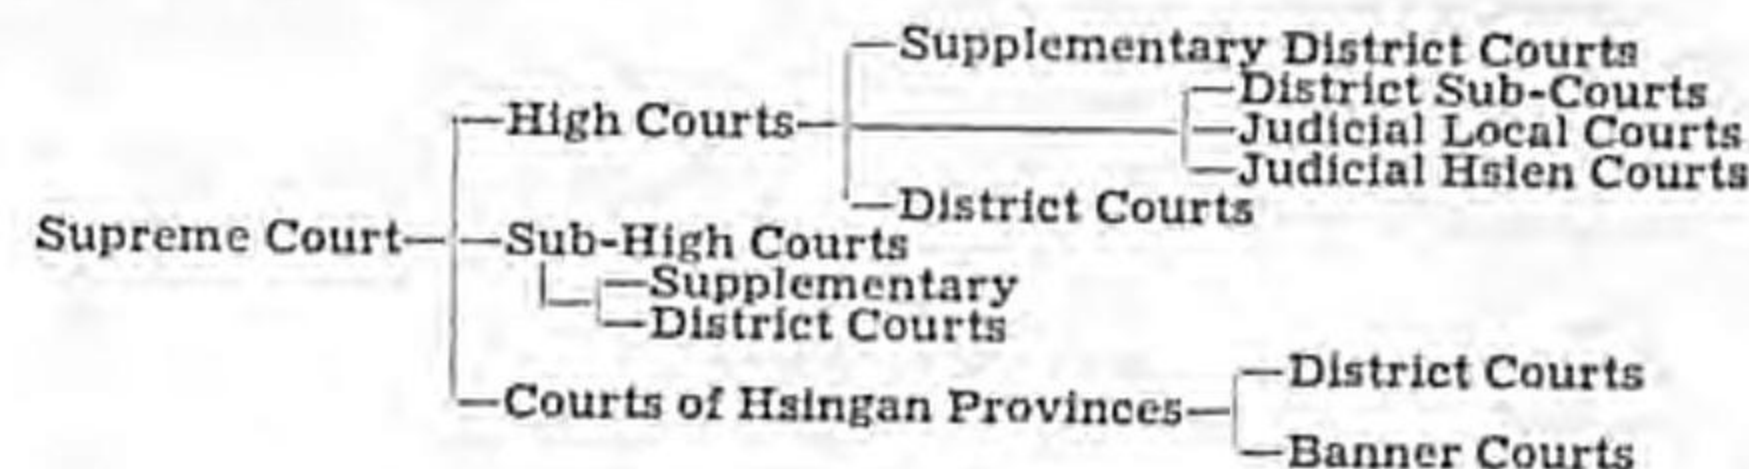 Supplementary District Courts
District Sub-Courts
High Courts
Judicial Local Courts
Judicial Hsien Courts
District Courts
Supreme Court
Sub-High Courts
Supplementary
District Courts
District Courts
Courts of Hsingan Provinces
Banner Courts